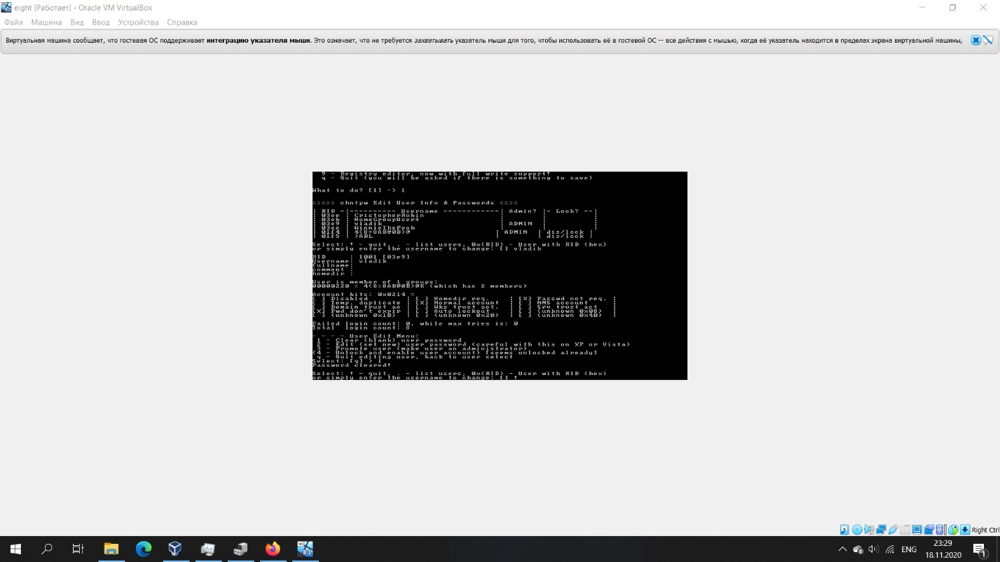 eight [Работает] - Oracle VM VirtualBox
Файл Машина Вид Ввод Устройства Справка
Виртуальная машина сообщает, что гостевая ОС поддерживает интеграцию указателя мыши. Это означает, что не требуется захватывать указатель мыши для того, чтобы использовать её в гостевой ОС -- все действия с мышью, когда её указатель находится в пределах экрана виртуальной машины,
9 - Registry editor, now with full write support!
q - Quit (you will be asked if there is something to save)
What to do? [1] -> 1
===== chntpw Edit User Info & Passwords ====
| RID -|---------- Username ------------| Admin? |- Lock? --|
| 03ee | CristopherRobin | | |
| 03eb | HomeGroupUser$ | | |
| 03e9 | vladik | ADMIN | |
| 03ec | WinnieThePooh | | |
| 01f4 | 4<8=8AB@0B>@ | ADMIN | dis/lock |
| 01f5 | >ABL | | dis/lock |
Select: ! - quit, . - list users, 0x<RID> - User with RID (hex)
or simply enter the username to change: [] vladik
RID : 1001 [03e9]
Username: vladik
fullname:
comment :
homedir :
User is member of 1 groups:
00000220 = 4<8=8AB@0B>@K (which has 2 members)
Account bits: 0x0214 =
[ ] Disabled | [ ] Homedir req. | [X] Passwd not req. |
[ ] Temp. duplicate | [X] Normal account | [ ] NMS account |
[ ] Domain trust ac | [ ] Wks trust act. | [ ] Srv trust act |
[X] Pwd don't expir | [ ] Auto lockout | [ ] (unknown 0x08) |
[ ] (unknown 0x10) | [ ] (unknown 0x20) | [ ] (unknown 0x40) |
Failed login count: 0, while max tries is: 0
Total login count: 8
- - - - User Edit Menu:
1 - Clear (blank) user password
2 - Edit (set new) user password (careful with this on XP or Vista)
3 - Promote user (make user an administrator)
(4 - Unlock and enable user account) [seems unlocked already]
q - Quit editing user, back to user select
Select: [q] > 1
Password cleared!
Select: ! - quit, . - list users, 0x<RID> - User with RID (hex)
or simply enter the username to change: [] !
Right Ctrl
ENG
23:29
18.11.2020
1